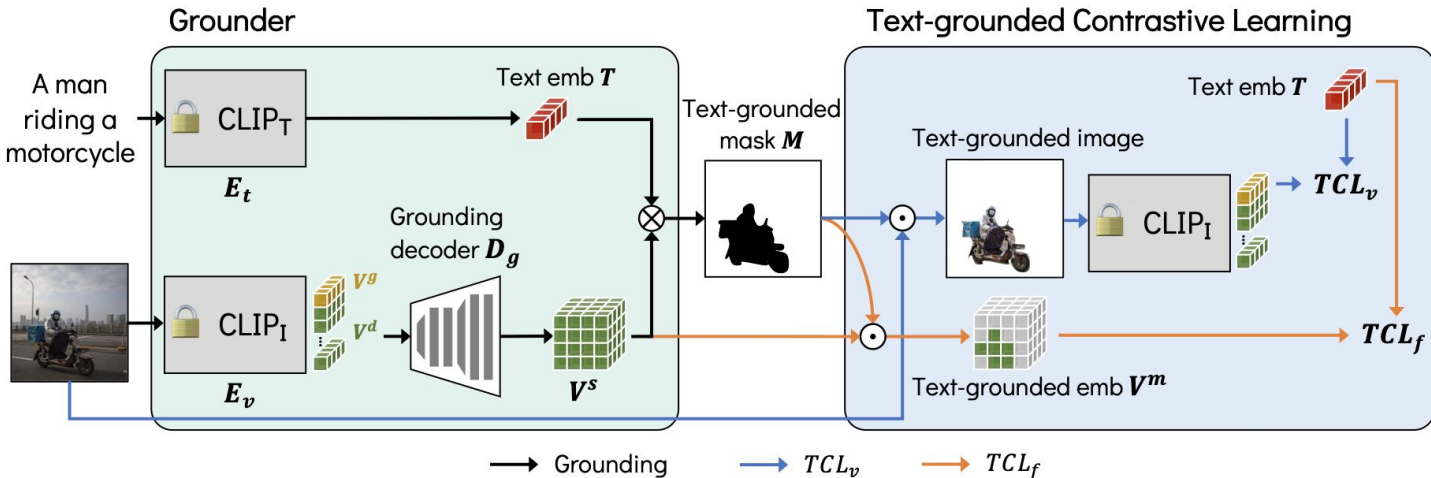 Grounder
Text-grounded Contrastive Learning
A man
riding a
motorcycle
CLIP_T
E_t
Text emb T
Grounding
decoder D_g
CLIP_I
E_v
V^g
V^d
V^s
Text-grounded
mask M
Text-grounded image
CLIP_I
Text emb T
TCL_v
TCL_f
Text-grounded emb V^m
Grounding
TCL_v
TCL_f